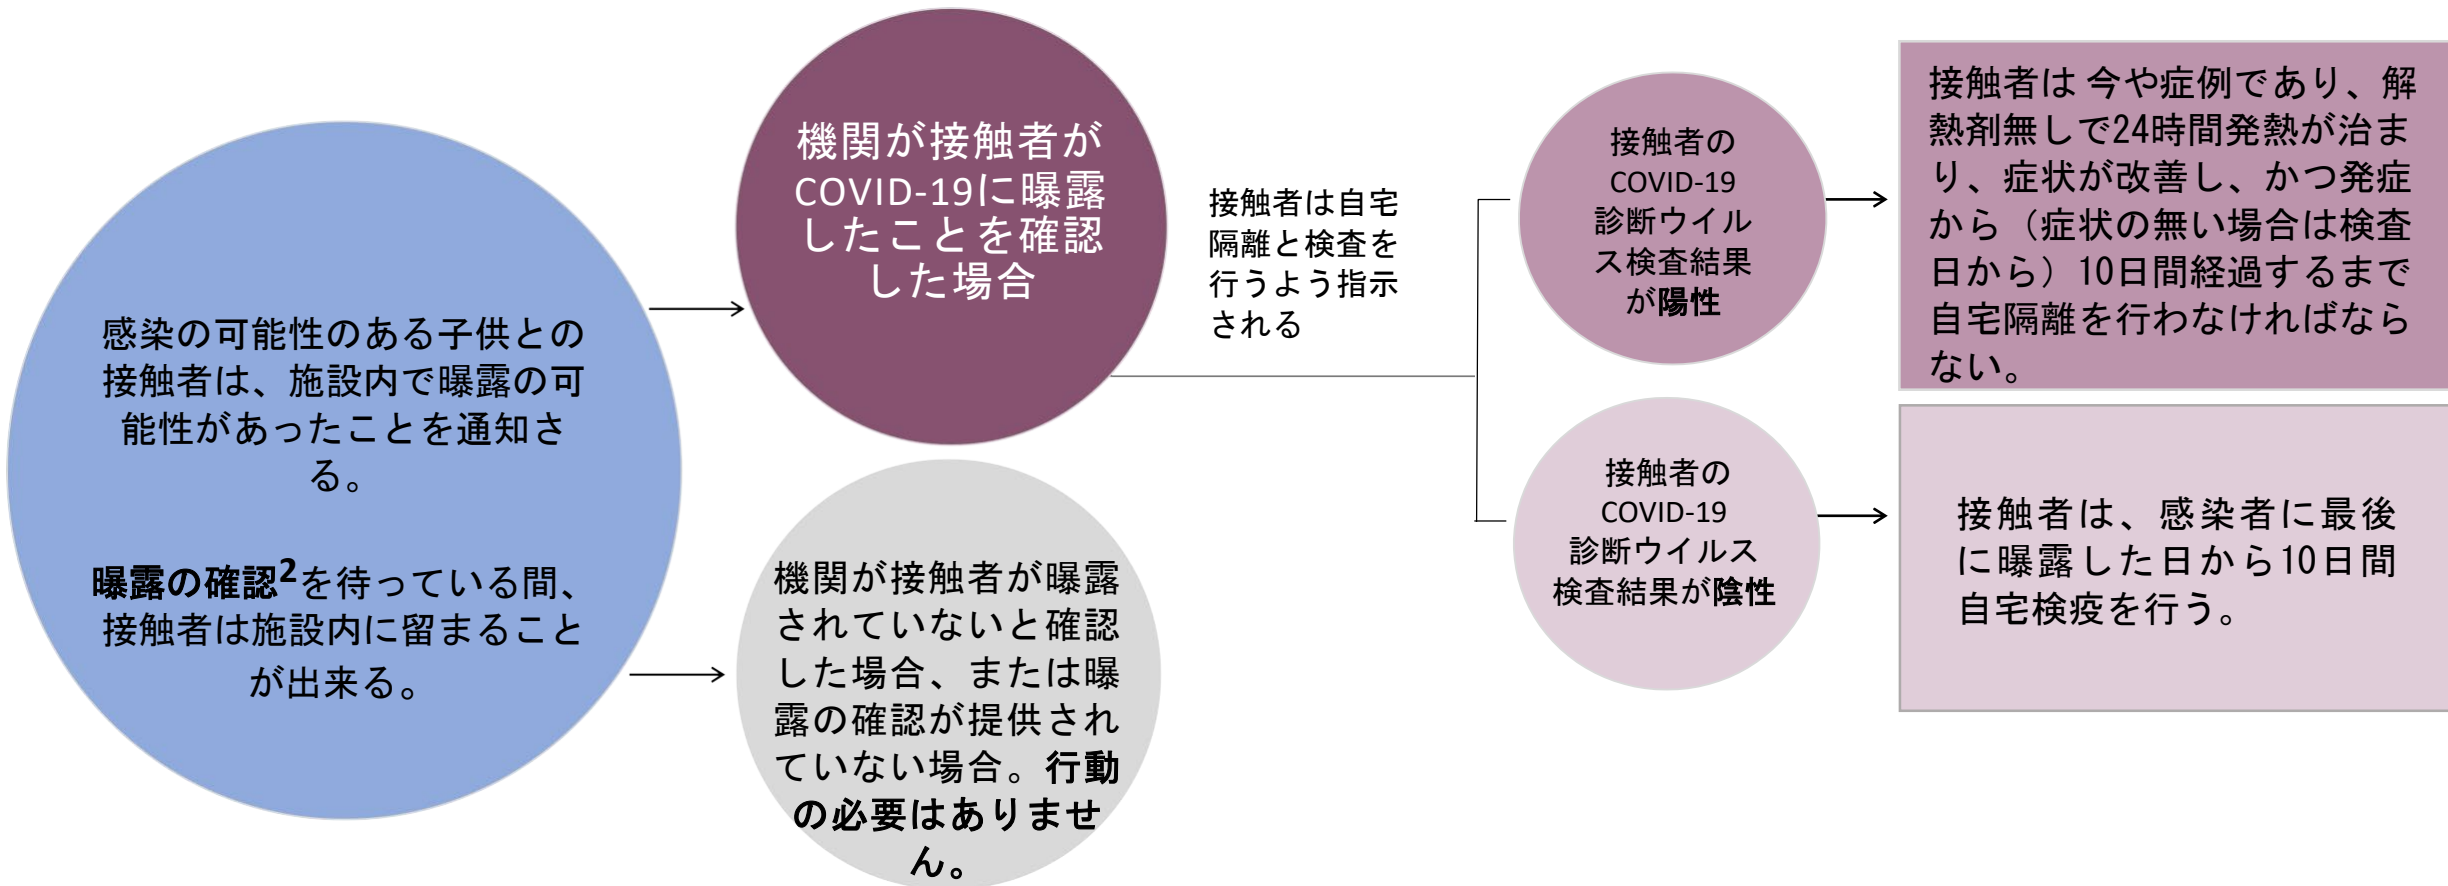 感染の可能性のある子供との
接触者は、施設内で曝露の可
能性があったことを通知さ
る。
曝露の確認2を待っている間、
接触者は施設内に留まること
が出来る。
機関が接触者が
COVID-19に曝露
したことを確認
した場合
機関が接触者が曝露
されていないと確認
した場合、または曝
露の確認が提供され
ていない場合。行動
の必要はありませ
ん。
接触者は自宅
隔離と検査を
行うよう指示
される
接触者の
COVID-19
診断ウイル
ス検査結果
が陽性
接触者は 今や症例であり、解
熱剤無しで24時間発熱が治ま
り、症状が改善し、かつ発症
から（症状の無い場合は検査
日から）10日間経過するまで
自宅隔離を行わなければなら
ない。
接触者の
COVID-19
診断ウイルス
検査結果が陰性
接触者は、感染者に最後
に曝露した日から10日間
自宅検疫を行う。